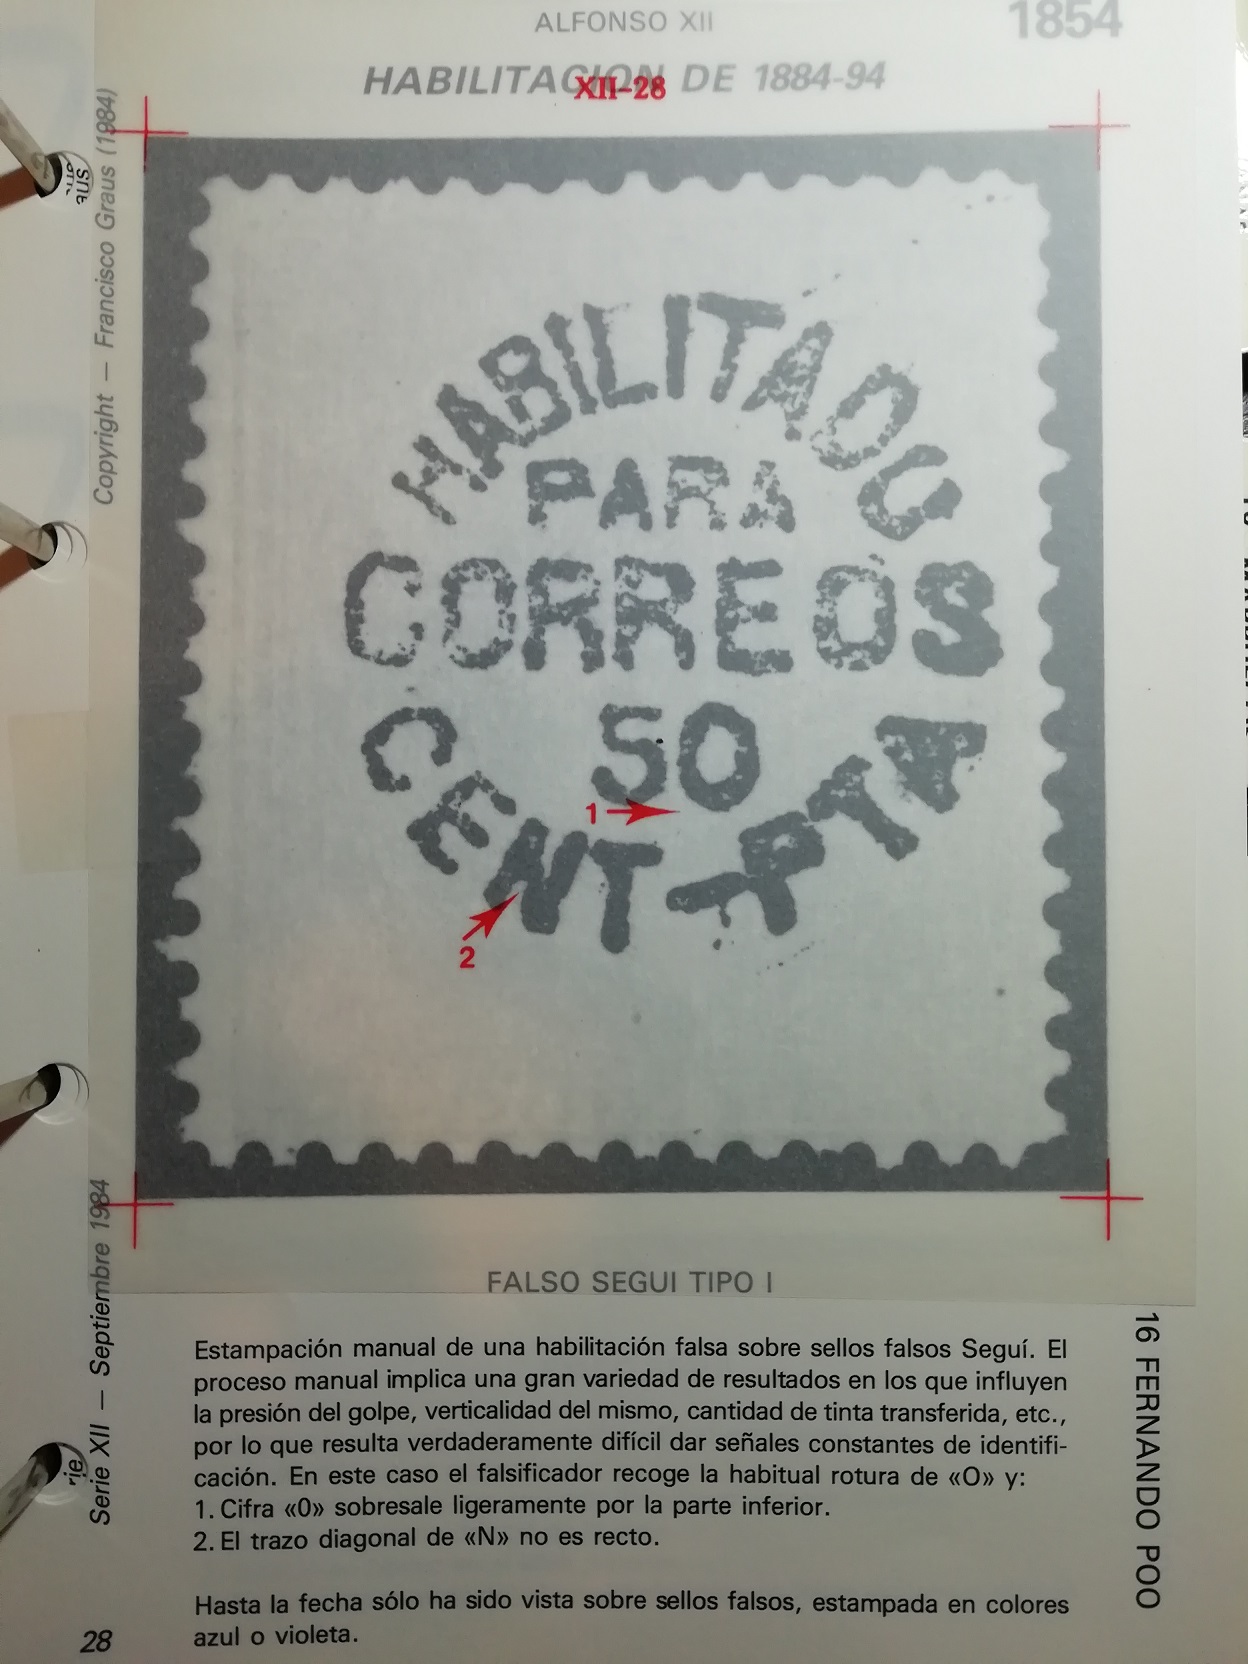 ALFONSO XII
1854
HABILITACION DE 1884-94
XII-28
Copyright — Francisco Graus (1984)
HABILITADO
PARA
CORREOS
50
CENT PTA
1
2
Serie XII — Septiembre 1984
FALSO SEGUI TIPO I
Estampación manual de una habilitación falsa sobre sellos falsos Seguí. El
proceso manual implica una gran variedad de resultados en los que influyen
la presión del golpe, verticalidad del mismo, cantidad de tinta transferida, etc.,
por lo que resulta verdaderamente difícil dar señales constantes de identifi-
cación. En este caso el falsificador recoge la habitual rotura de «O» y:
1. Cifra «0» sobresale ligeramente por la parte inferior.
2. El trazo diagonal de «N» no es recto.
Hasta la fecha sólo ha sido vista sobre sellos falsos, estampada en colores
azul o violeta.
16 FERNANDO POO
28